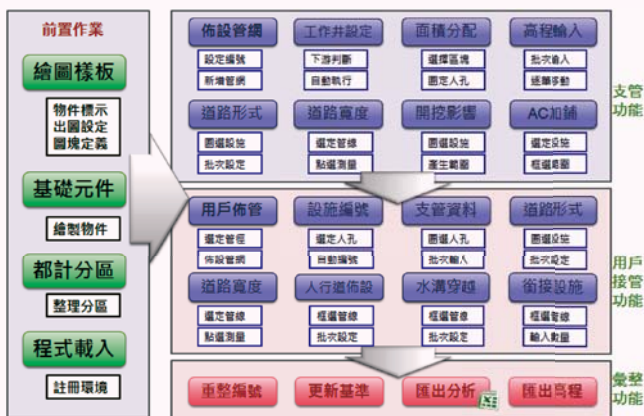 前置作業
繪圖樣板
物件標示
出圖設定
圖塊定義
基礎元件
繪製物件
都計分區
整理分區
程式載入
註冊環境
佈設管網
設定編號
新增管網
工作井設定
下游判斷
自動執行
面積分配
選擇區塊
圈定人孔
高程輸入
批次輸入
逐筆移動
道路形式
圈選設施
批次設定
道路寬度
選定管線
點選測量
開挖影響
圈選設施
產生範圍
AC加鋪
選定設施
框選範圍
支管
功能
用戶佈管
選定管徑
佈設管網
設施編號
選定人孔
自動編號
支管資料
圈選人孔
批次輸入
道路形式
圈選設施
批次設定
道路寬度
選定管線
點選測量
人行道佈設
框選管線
批次設定
水溝穿越
框選管線
批次設定
銜接設施
框選管線
輸入數量
用戶
接管
功能
重整編號
更新基準
匯出分析
匯出高程
彙整
功能